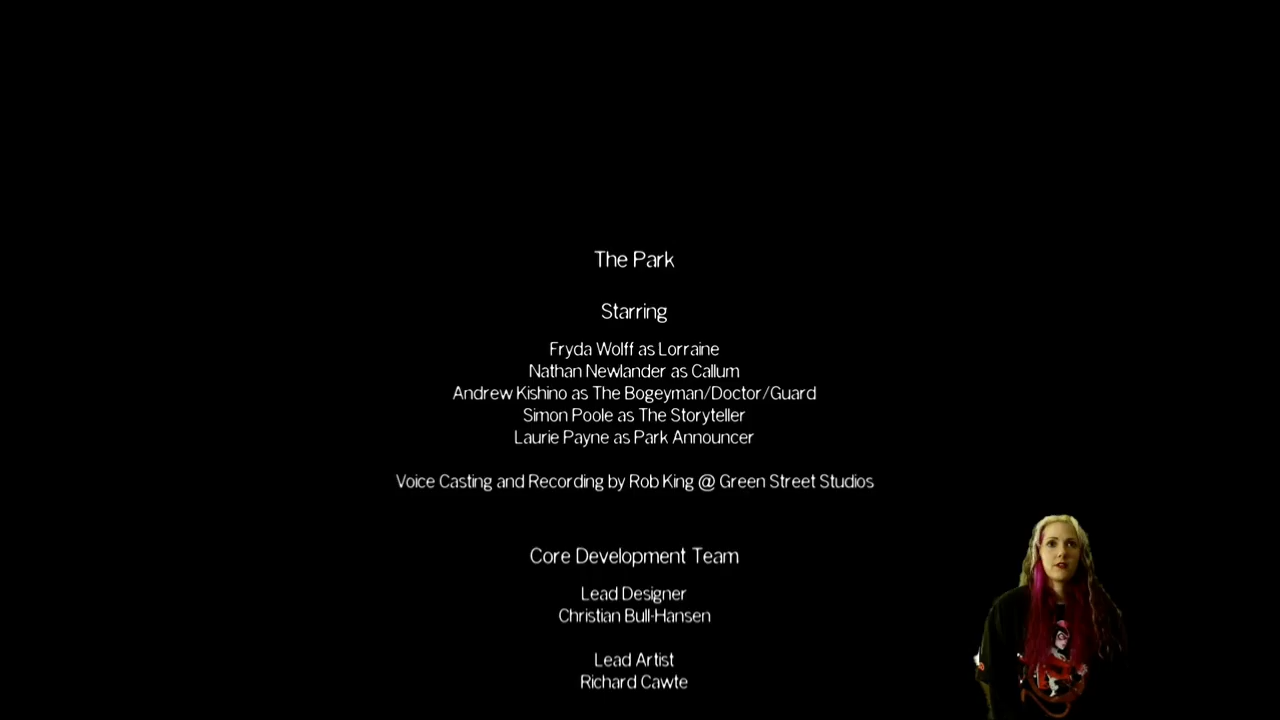 The Park
Starring
Fryda Wolff as Lorraine
Nathan Newlander as Callum
Andrew Kishino as The Bogeyman/Doctor/Guard
Simon Poole as The Storyteller
Laurie Payne as Park Announcer
Voice Casting and Recording by Rob King @ Green Street Studios
Core Development Team
Lead Designer
Christian Bull-Hansen
Lead Artist
Richard Cawte